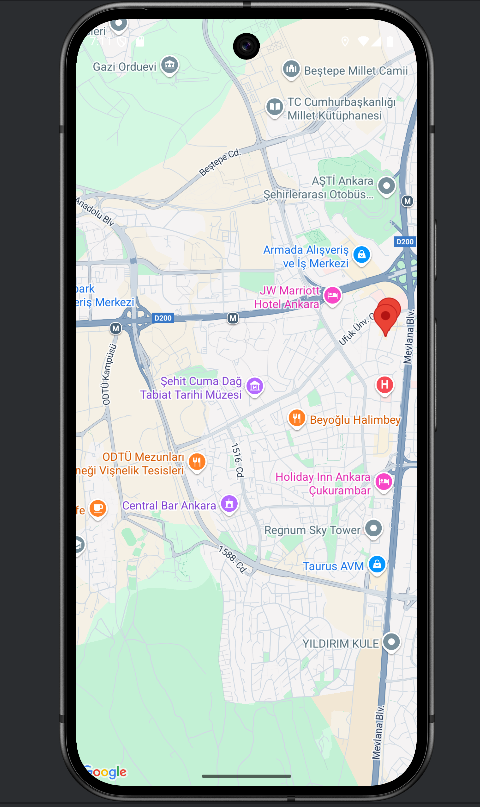 leri
Gazi Orduevi
Beştepe Millet Camii
TC Cumhurbaşkanlığı
Millet Kütüphanesi
Beştepe Cd
AŞTİ Ankara
Şehirlerarası Otobüs...
M
Anadolu Blv
D200
Armada Alışveriş
ve İş Merkezi
park
eriş Merkezi
JW Marriott
Hotel Ankara
D200
M
M
Ufuk Ünv. C
Mevlana Blv.
ODTÜ Kampüsü
Şehit Cuma Dağ
Tabiat Tarihi Müzesi
H
Beyoğlu Halimbey
1516. Cd
ODTÜ Mezunları
neği Vişnelik Tesisleri
Holiday Inn Ankara
Çukurambar
Central Bar Ankara
fe
Regnum Sky Tower
1588. Cd
Taurus AVM
YILDIRIM KULE
Mevlana Blv.
Google